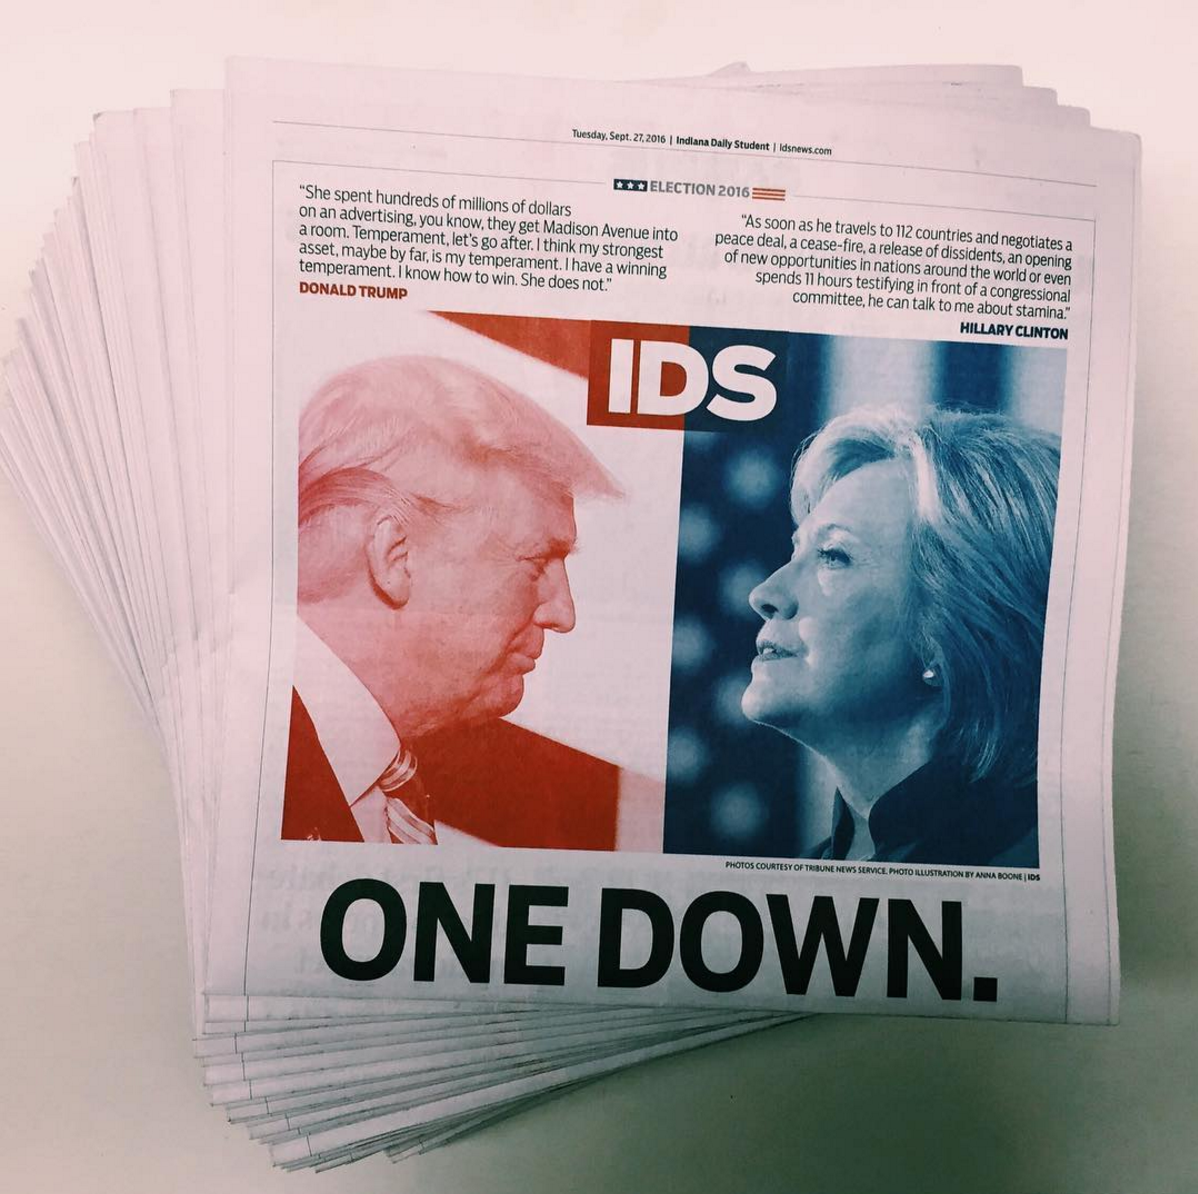 Tuesday, Sept. 27, 2016 | Indiana Daily Student | idsnews.com
ELECTION 2016
“She spent hundreds of millions of dollars
on an advertising, you know, they get Madison Avenue into
a room. Temperament, let’s go after. I think my strongest
asset, maybe by far, is my temperament. I have a winning
temperament. I know how to win. She does not.”
DONALD TRUMP
“As soon as he travels to 112 countries and negotiates a
peace deal, a cease-fire, a release of dissidents, an opening
of new opportunities in nations around the world or even
spends 11 hours testifying in front of a congressional
committee, he can talk to me about stamina.”
HILLARY CLINTON
IDS
PHOTOS COURTESY OF TRIBUNE NEWS SERVICE. PHOTO ILLUSTRATION BY ANNA BOONE | IDS
ONE DOWN.